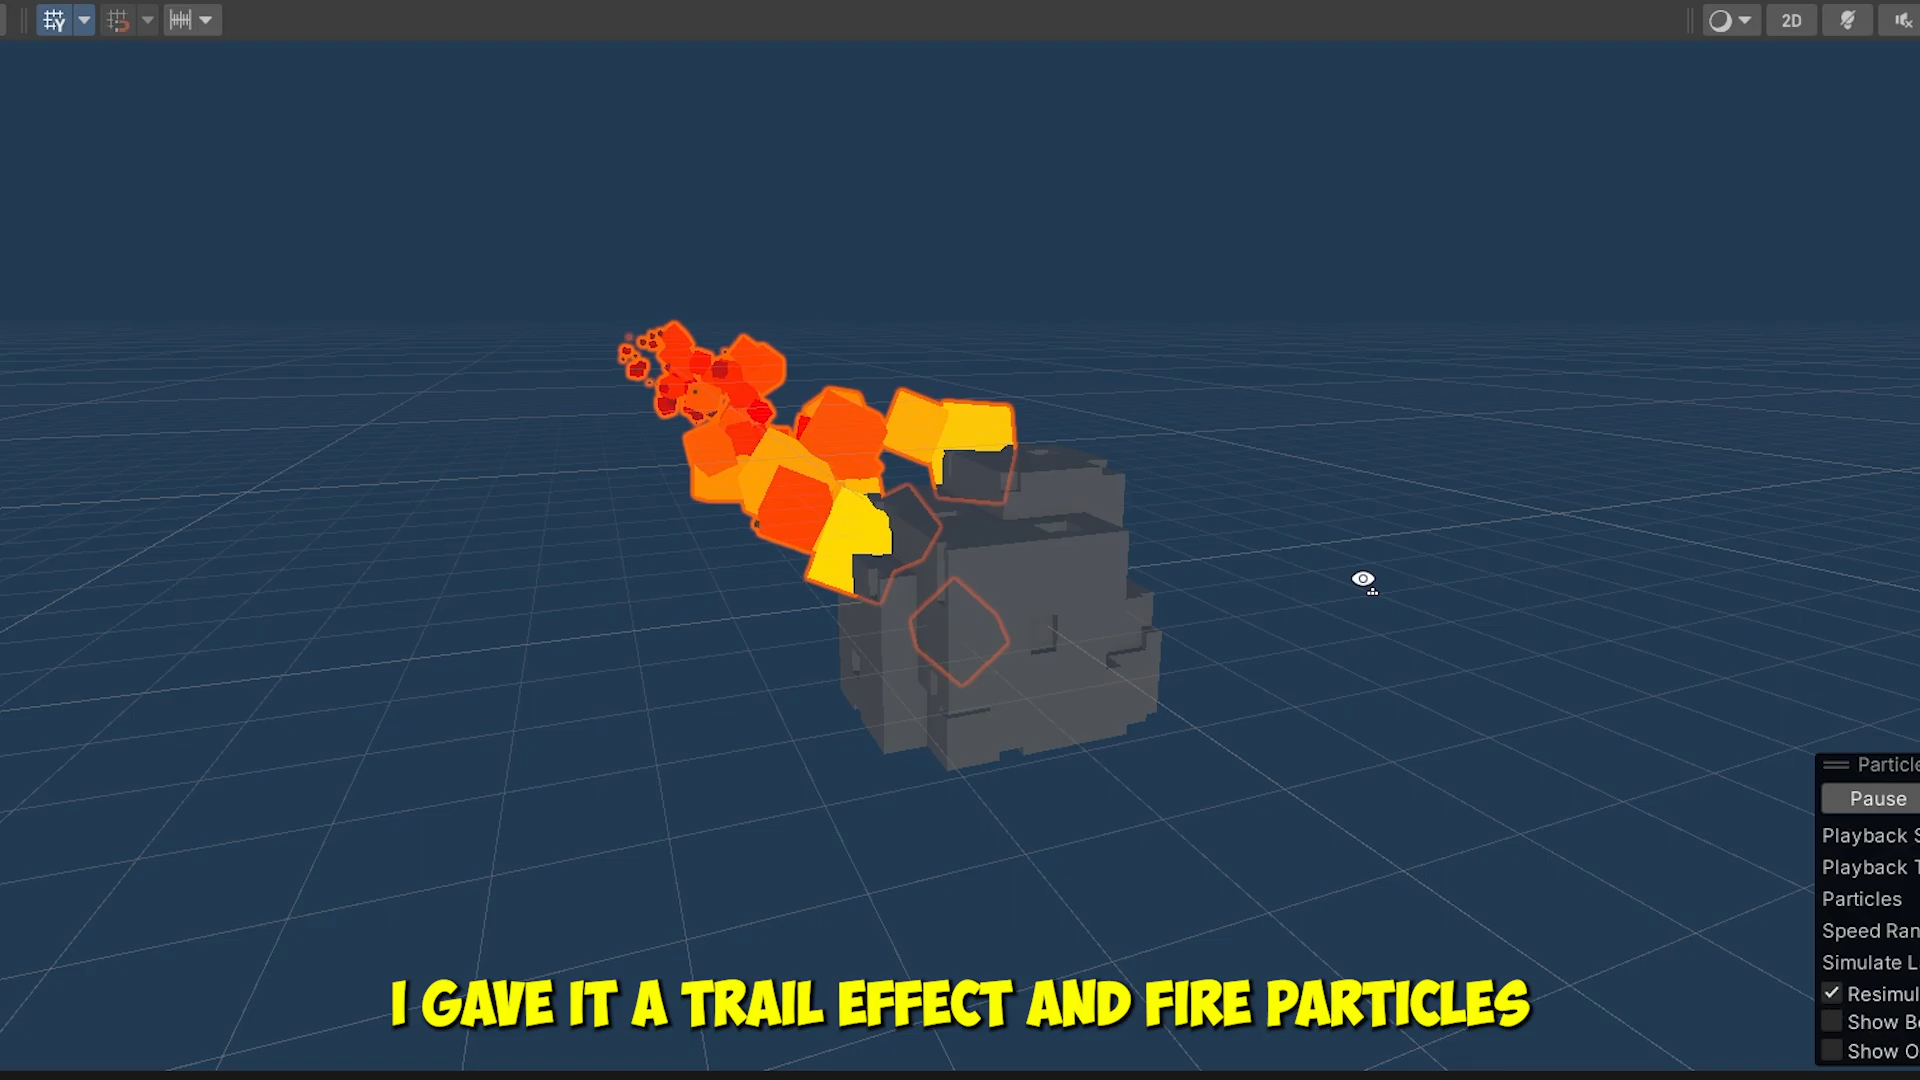 2D
Particle
Pause
Playback S
Playback T
Particles
Speed Ran
Simulate L
Resimul
Show Bo
Show O
I GAVE IT A TRAIL EFFECT AND FIRE PARTICLES